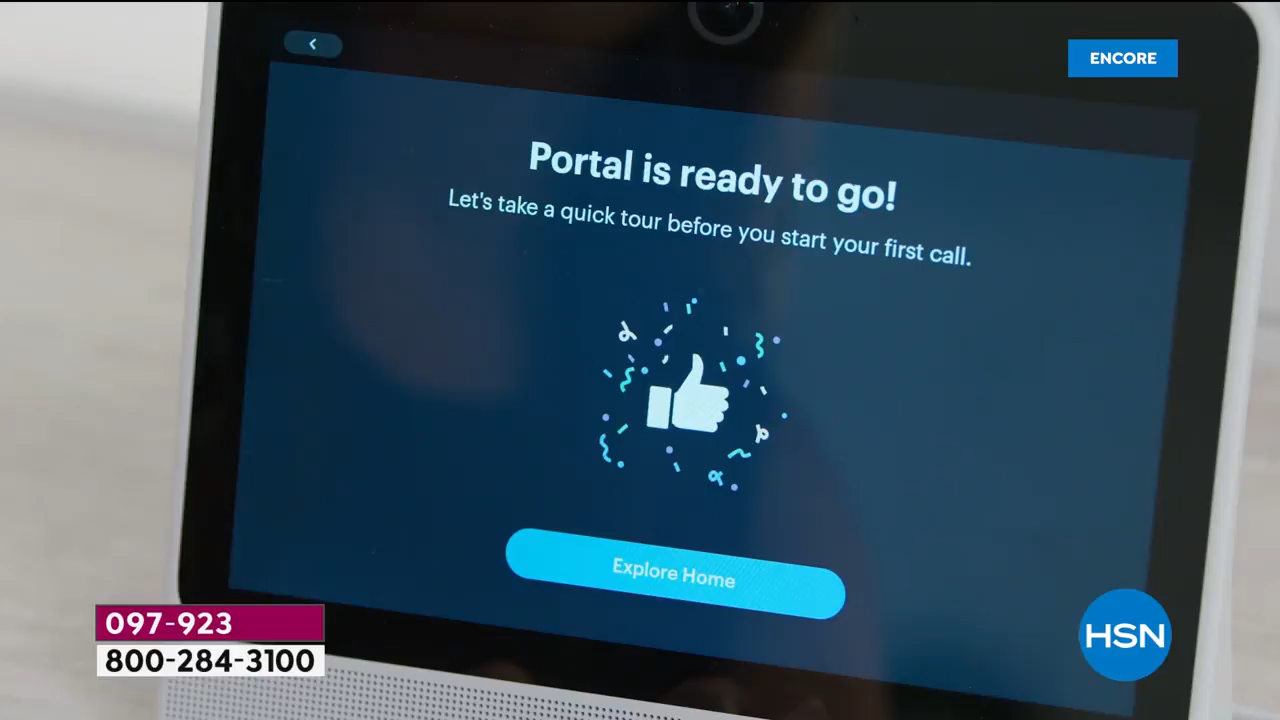 ENCORE
Portal is ready to go!
Let's take a quick tour before you start your first call.
Explore Home
097-923
800-284-3100
HSN